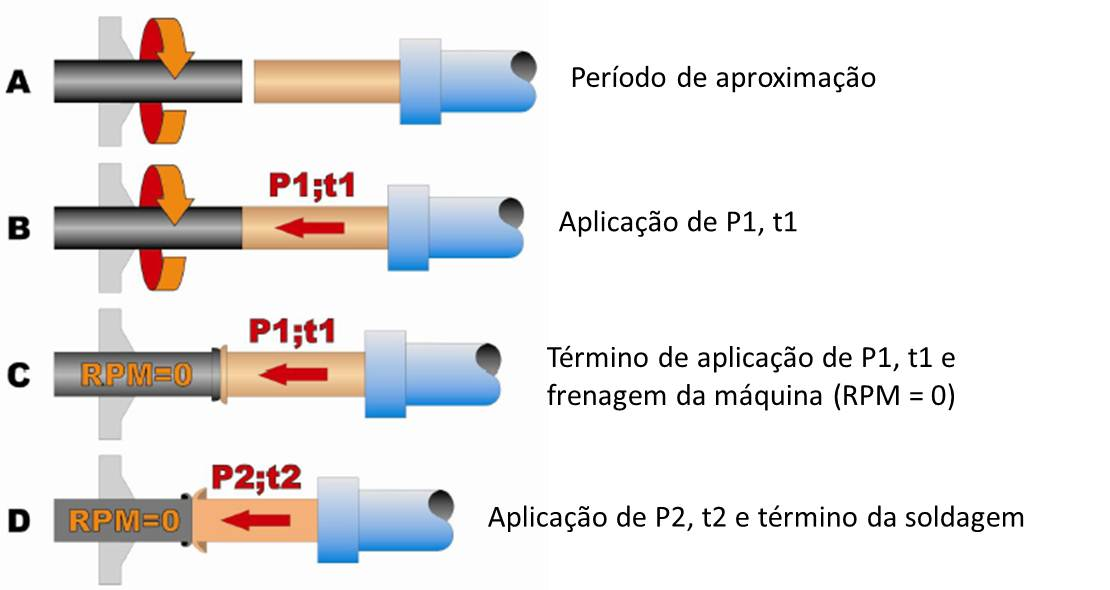 A
Período de aproximação
B
P1;t1
Aplicação de P1, t1
C
P1;t1
RPM=0
Término de aplicação de P1, t1 e
frenagem da máquina (RPM = 0)
D
P2;t2
RPM=0
Aplicação de P2, t2 e término da soldagem